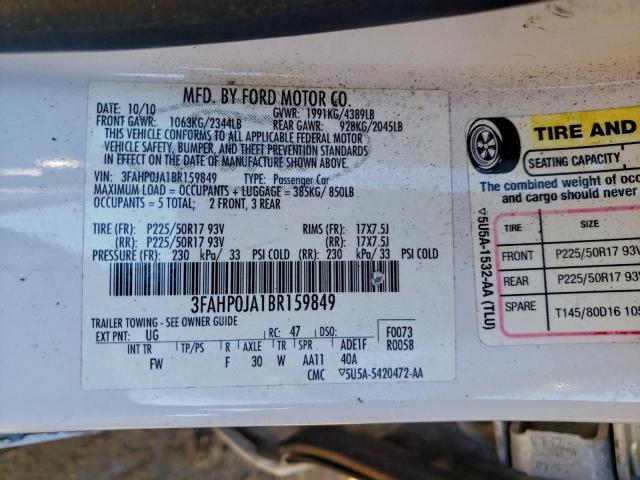 MFD. BY FORD MOTOR CO.
DATE: 10/10 GVWR: 1991KG/4389LB
FRONT GAWR: 1063KG/2344LB REAR GAWR: 928KG/2045LB
THIS VEHICLE CONFORMS TO ALL APPLICABLE FEDERAL MOTOR
VEHICLE SAFETY, BUMPER, AND THEFT PREVENTION STANDARDS
IN EFFECT ON THE DATE OF MANUFACTURE SHOWN ABOVE.
VIN: 3FAHP0JA1BR159849 TYPE: Passenger Car
MAXIMUM LOAD = OCCUPANTS + LUGGAGE = 385KG/ 850LB
OCCUPANTS = 5 TOTAL: 2 FRONT, 3 REAR
TIRE (FR): P225/50R17 93V RIMS (FR): 17X7.5J
(RR): P225/50R17 93V (RR): 17X7.5J
PRESSURE (FR): 230 kPa/ 33 PSI COLD (RR): 230 kPa/ 33 PSI COLD
3FAHP0JA1BR159849
TRAILER TOWING - SEE OWNER GUIDE
EXT PNT: UG RC: 47 DSO: F0073
R0058
INT TR TP/PS R AXLE TR SPR ADE1F
FW F 30 W AA11 40A
CMC ▽5U5A-5420472-AA
TIRE AND
SEATING CAPACITY
The combined weight of occ
and cargo should never
TIRE SIZE
FRONT P225/50R17 93V
REAR P225/50R17 93
SPARE T145/80D16 105
▽5U5A-1532-AA (TLU)